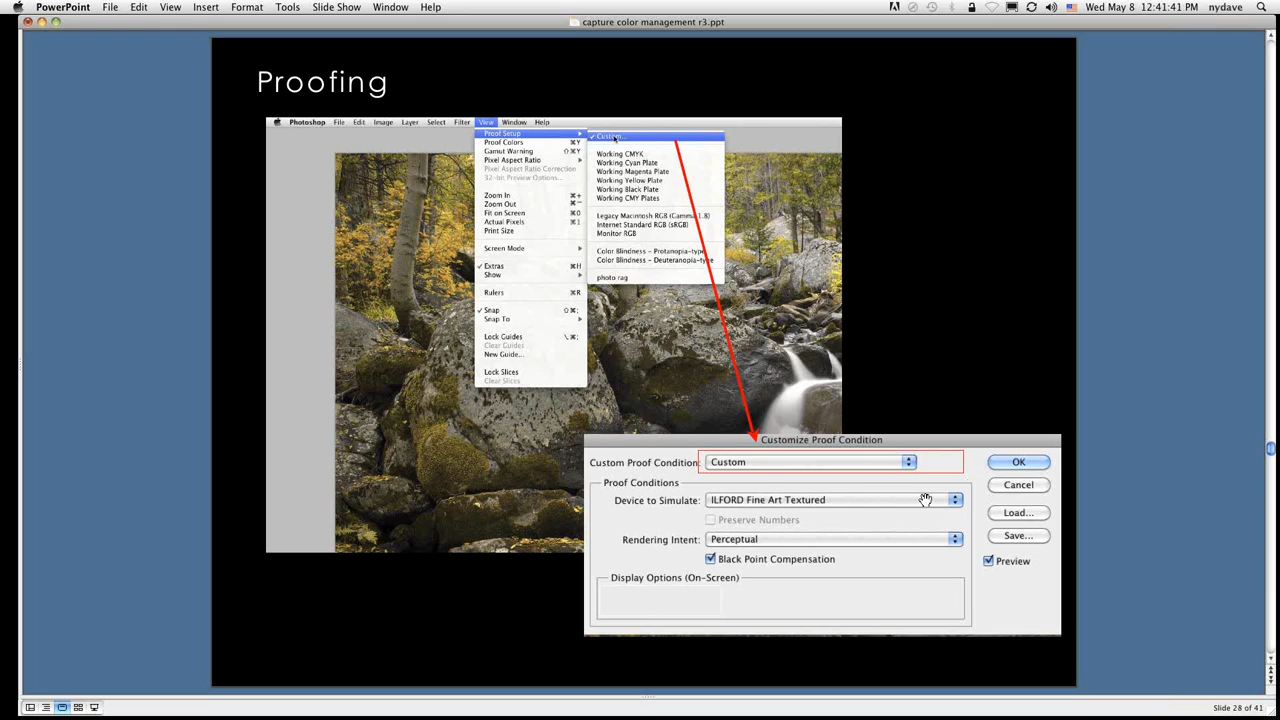 PowerPoint File Edit View Insert Format Tools Slide Show Window Help Wed May 8 12:41:41 PM nydave
capture color management r3.ppt
Proofing
Photoshop File Edit Image Layer Select Filter View Window Help
Proof Setup
Proof Colors ⌘Y
Gamut Warning ⇧⌘Y
Pixel Aspect Ratio
Pixel Aspect Ratio Correction
32-bit Preview Options...
Zoom In ⌘+
Zoom Out ⌘−
Fit on Screen ⌘0
Actual Pixels ⌘1
Print Size
Screen Mode
✓ Extras ⌘H
Show
Rulers ⌘R
✓ Snap ⇧⌘;
Snap To
Lock Guides ⌥⌘;
Clear Guides
New Guide...
Lock Slices
Clear Slices
✓ Custom...
Working CMYK
Working Cyan Plate
Working Magenta Plate
Working Yellow Plate
Working Black Plate
Working CMY Plates
Legacy Macintosh RGB (Gamma 1.8)
Internet Standard RGB (sRGB)
Monitor RGB
Color Blindness – Protanopia-type
Color Blindness – Deuteranopia-type
photo rag
Customize Proof Condition
Custom Proof Condition: Custom
OK
Proof Conditions
Cancel
Device to Simulate: ILFORD Fine Art Textured
Load...
Preserve Numbers
Save...
Rendering Intent: Perceptual
Black Point Compensation
Preview
Display Options (On-Screen)
Slide 28 of 41